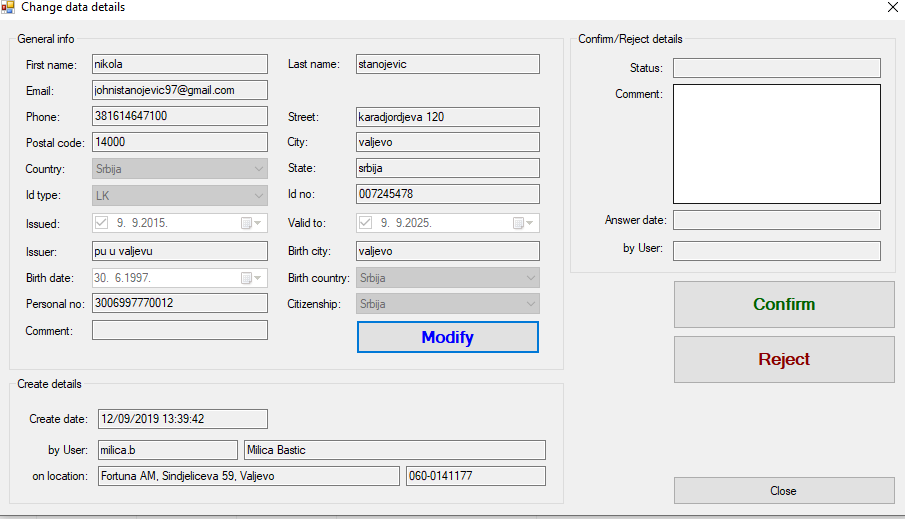 Change data details
General info
First name: nikola
Last name: stanojevic
Email: johnistanojevic97@gmail.com
Phone: 381614647100
Street: karadjordjeva 120
Postal code: 14000
City: valjevo
Country: Srbija
State: srbija
Id type: LK
Id no: 007245478
Issued: 9. 9.2015.
Valid to: 9. 9.2025.
Issuer: pu u valjevu
Birth city: valjevo
Birth date: 30. 6.1997.
Birth country: Srbija
Personal no: 3006997770012
Citizenship: Srbija
Comment:
Modify
Create details
Create date: 12/09/2019 13:39:42
by User: milica.b Milica Bastic
on location: Fortuna AM, Sindjeliceva 59, Valjevo 060-0141177
Confirm/Reject details
Status:
Comment:
Answer date:
by User:
Confirm
Reject
Close